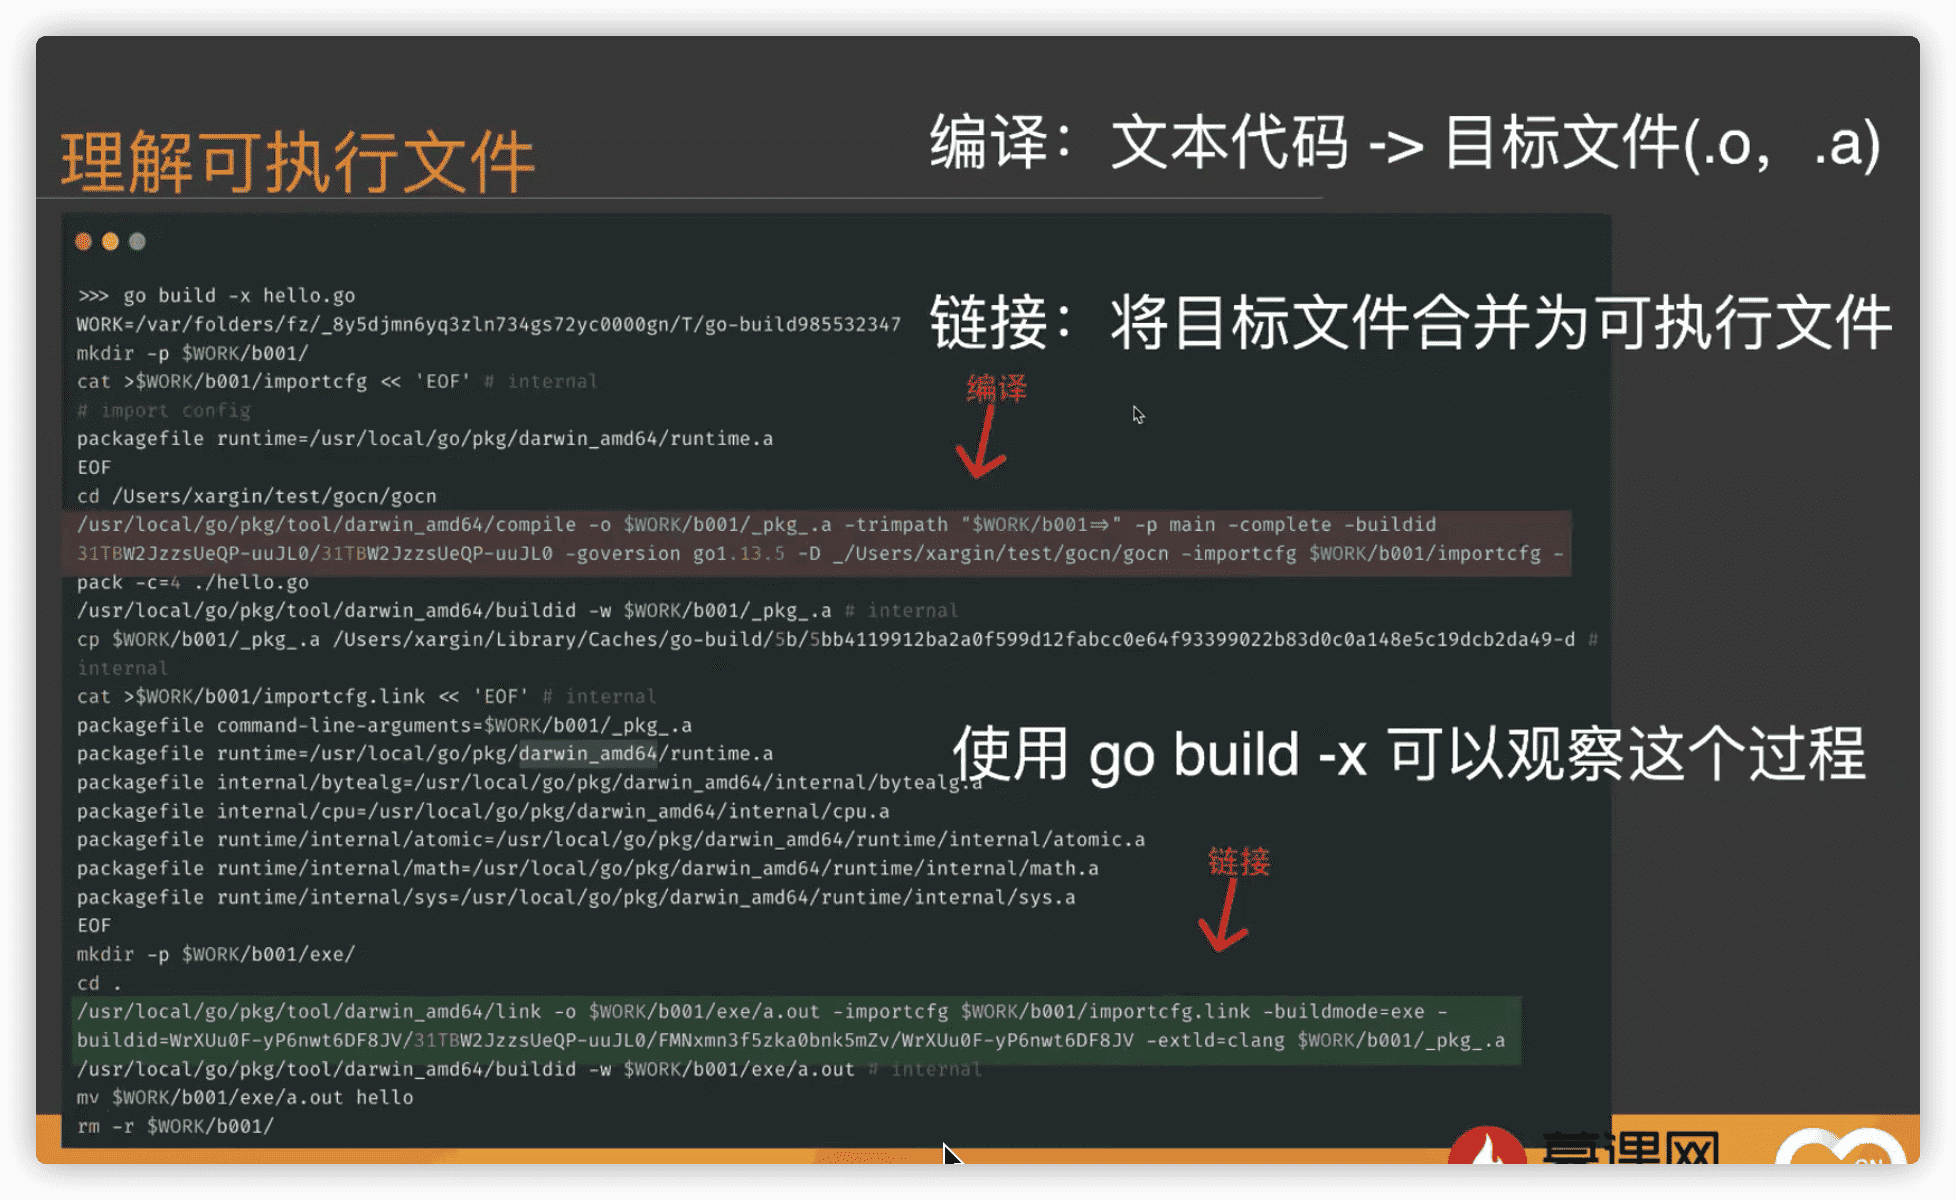 理解可执行文件
编译：文本代码 -> 目标文件(.o，.a)
链接：将目标文件合并为可执行文件
>>> go build -x hello.go
WORK=/var/folders/fz/_8y5djmn6yq3zln734gs72yc0000gn/T/go-build985532347
mkdir -p $WORK/b001/
cat >$WORK/b001/importcfg << 'EOF' # internal
# import config
编译
packagefile runtime=/usr/local/go/pkg/darwin_amd64/runtime.a
EOF
cd /Users/xargin/test/gocn/gocn
/usr/local/go/pkg/tool/darwin_amd64/compile -o $WORK/b001/_pkg_.a -trimpath "$WORK/b001=>" -p main -complete -buildid
31TBW2JzzsUeQP-uuJL0/31TBW2JzzsUeQP-uuJL0 -goversion go1.13.5 -D _/Users/xargin/test/gocn/gocn -importcfg $WORK/b001/importcfg -
pack -c=4 ./hello.go
/usr/local/go/pkg/tool/darwin_amd64/buildid -w $WORK/b001/_pkg_.a # internal
cp $WORK/b001/_pkg_.a /Users/xargin/Library/Caches/go-build/5b/5bb4119912ba2a0f599d12fabcc0e64f93399022b83d0c0a148e5c19dcb2da49-d #
internal
cat >$WORK/b001/importcfg.link << 'EOF' # internal
packagefile command-line-arguments=$WORK/b001/_pkg_.a
packagefile runtime=/usr/local/go/pkg/darwin_amd64/runtime.a
使用 go build -x 可以观察这个过程
packagefile internal/bytealg=/usr/local/go/pkg/darwin_amd64/internal/bytealg.a
packagefile internal/cpu=/usr/local/go/pkg/darwin_amd64/internal/cpu.a
packagefile runtime/internal/atomic=/usr/local/go/pkg/darwin_amd64/runtime/internal/atomic.a
packagefile runtime/internal/math=/usr/local/go/pkg/darwin_amd64/runtime/internal/math.a
链接
packagefile runtime/internal/sys=/usr/local/go/pkg/darwin_amd64/runtime/internal/sys.a
EOF
mkdir -p $WORK/b001/exe/
cd .
/usr/local/go/pkg/tool/darwin_amd64/link -o $WORK/b001/exe/a.out -importcfg $WORK/b001/importcfg.link -buildmode=exe -
buildid=WrXUu0F-yP6nwt6DF8JV/31TBW2JzzsUeQP-uuJL0/FMNxmn3f5zka0bnk5mZv/WrXUu0F-yP6nwt6DF8JV -extld=clang $WORK/b001/_pkg_.a
/usr/local/go/pkg/tool/darwin_amd64/buildid -w $WORK/b001/exe/a.out # internal
mv $WORK/b001/exe/a.out hello
rm -r $WORK/b001/
慕课网